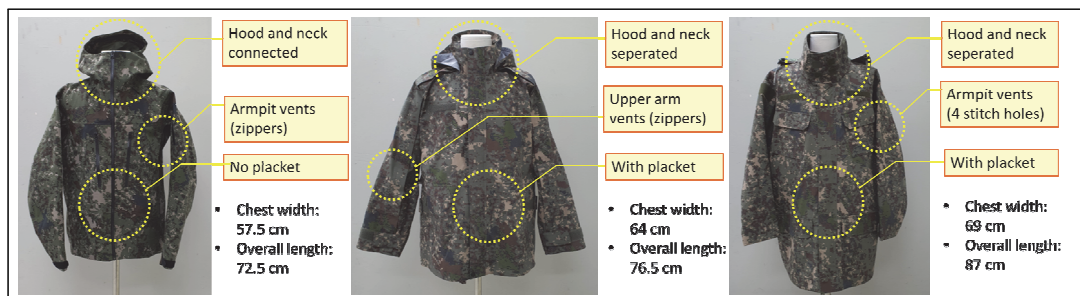 Hood and neck
connected
Armpit vents
(zippers)
No placket
• Chest width:
57.5 cm
• Overall length:
72.5 cm
Hood and neck
seperated
Upper arm
vents (zippers)
With placket
• Chest width:
64 cm
• Overall length:
76.5 cm
Hood and neck
seperated
Armpit vents
(4 stitch holes)
With placket
• Chest width:
69 cm
• Overall length:
87 cm